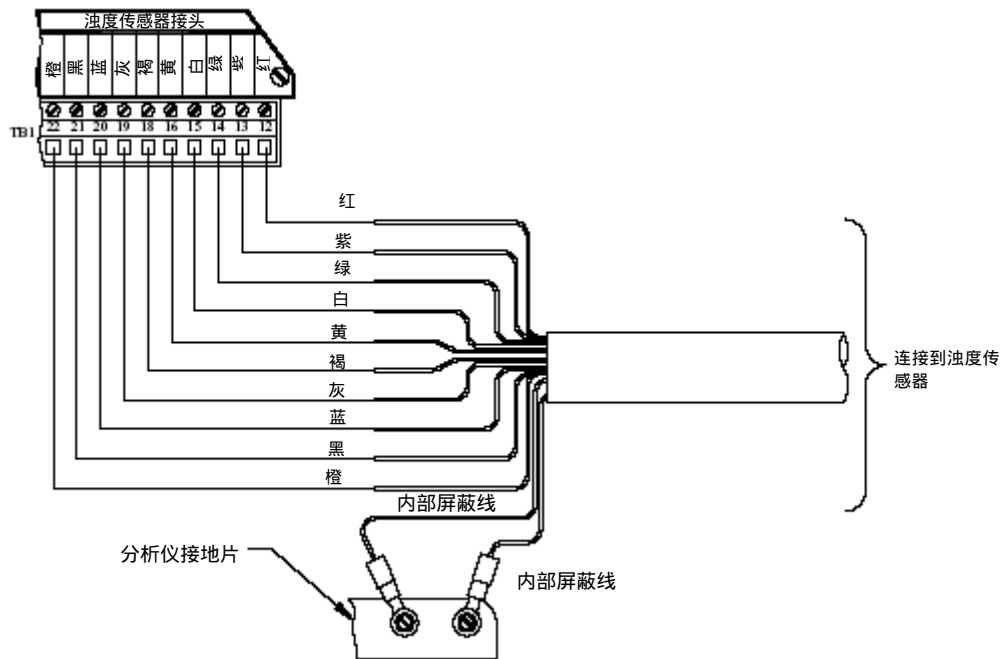 浊度传感器接头
橙 黑 蓝 灰 褐 黄 白 绿 紫 红
22 21 20 19 18 16 15 14 13 12
TB1
红
紫
绿
白
黄
褐
灰
蓝
黑
橙
连接到浊度传
感器
内部屏蔽线
分析仪接地片
内部屏蔽线